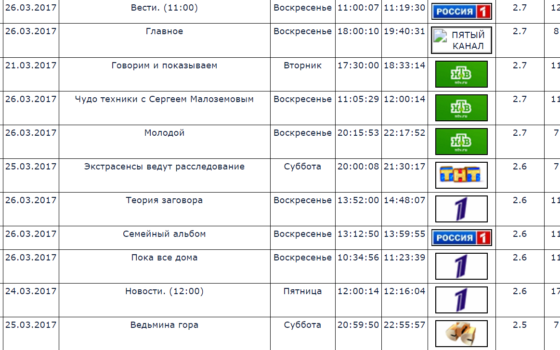 26.03.2017 Вести. (11:00) Воскресенье 11:00:07 11:19:30 РОССИЯ 1 2.7
26.03.2017 Главное Воскресенье 18:00:10 19:40:31 ПЯТЫЙ КАНАЛ 2.7 8
21.03.2017 Говорим и показываем Вторник 17:30:00 18:33:14 НТВ 2.7
26.03.2017 Чудо техники с Сергеем Малоземовым Воскресенье 11:05:29 12:00:14 НТВ 2.7
26.03.2017 Молодой Воскресенье 20:15:53 22:17:52 НТВ 2.7 7
25.03.2017 Экстрасенсы ведут расследование Суббота 20:00:08 21:30:17 ТНТ 2.6 7
26.03.2017 Теория заговора Воскресенье 13:52:00 14:48:07 1 2.6
26.03.2017 Семейный альбом Воскресенье 13:12:50 13:59:55 РОССИЯ 1 2.6
26.03.2017 Пока все дома Воскресенье 10:34:56 11:23:39 1 2.6
24.03.2017 Новости. (12:00) Пятница 12:00:14 12:16:04 1 2.6
25.03.2017 Ведьмина гора Суббота 20:59:50 22:55:57 2.5 7